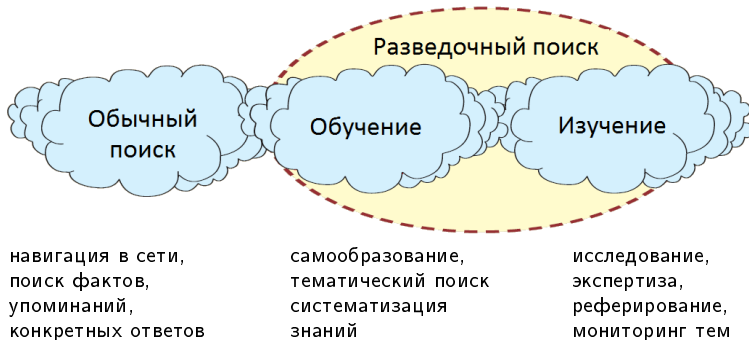 Разведочный поиск
Обычный
поиск
Обучение
Изучение
навигация в сети,
поиск фактов,
упоминаний,
конкретных ответов
самообразование,
тематический поиск
систематизация
знаний
исследование,
экспертиза,
реферирование,
мониторинг тем